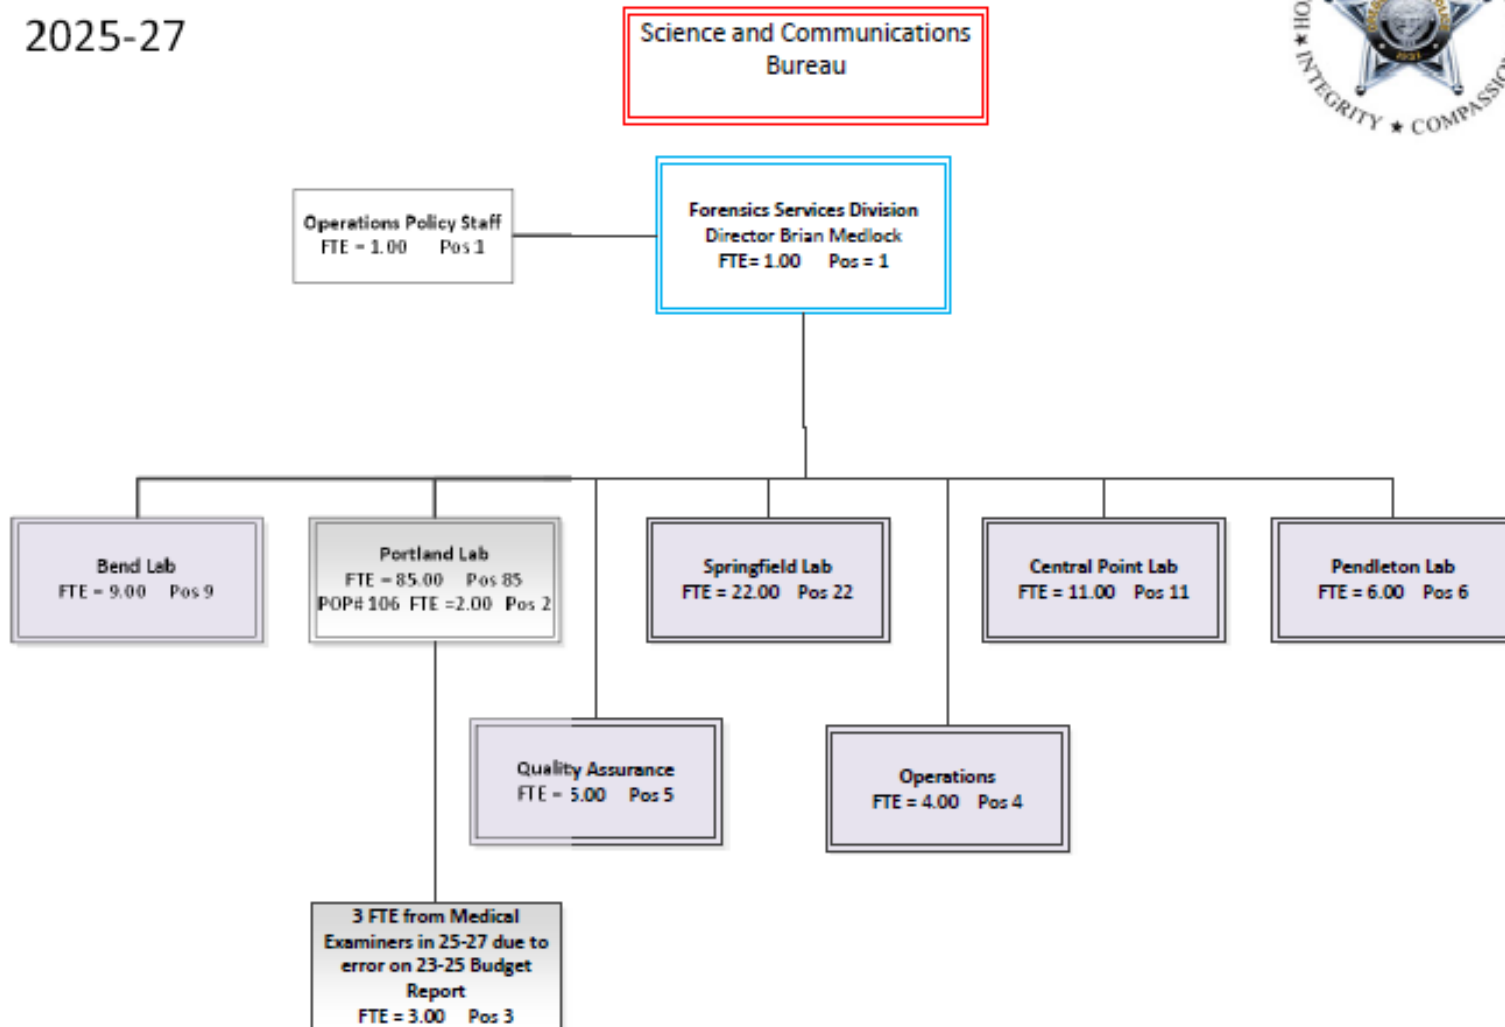 2025-27
Science and Communications
Bureau
INTEGRITY ★ COMPASSION
Operations Policy Staff
FTE = 1.00 Pos 1
Forensics Services Division
Director Brian Medlock
FTE= 1.00 Pos = 1
Bend Lab
FTE = 9.00 Pos 9
Portland Lab
FTE = 85.00 Pos 85
POP# 106 FTE =2.00 Pos 2
Springfield Lab
FTE = 22.00 Pos 22
Central Point Lab
FTE = 11.00 Pos 11
Pendleton Lab
FTE = 6.00 Pos 6
Quality Assurance
FTE = 5.00 Pos 5
Operations
FTE = 4.00 Pos 4
3 FTE from Medical
Examiners in 25-27 due to
error on 23-25 Budget
Report
FTE = 3.00 Pos 3